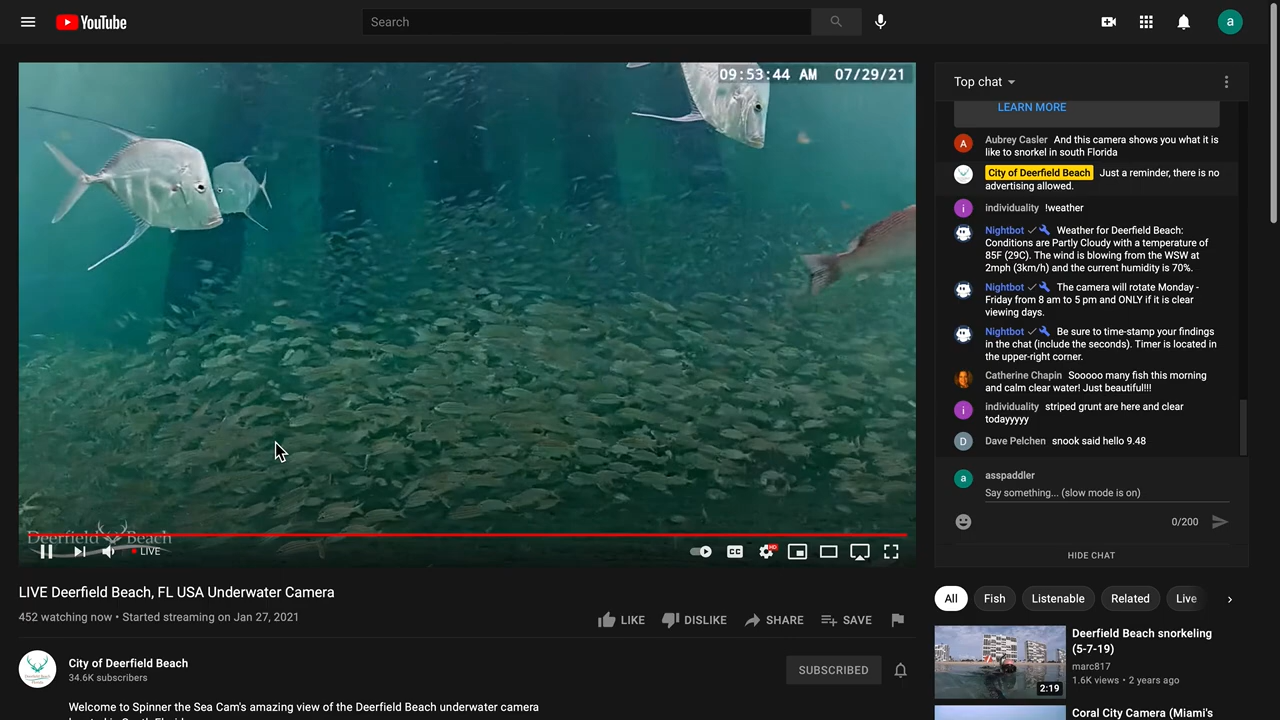 YouTube
Search
a
09:53:44 AM 07/29/21
Deerfield Beach
LIVE
CC
HD
LIVE Deerfield Beach, FL USA Underwater Camera
452 watching now • Started streaming on Jan 27, 2021
LIKE
DISLIKE
SHARE
SAVE
City of Deerfield Beach
34.6K subscribers
SUBSCRIBED
Welcome to Spinner the Sea Cam's amazing view of the Deerfield Beach underwater camera
Top chat
LEARN MORE
A Aubrey Casler And this camera shows you what it is
like to snorkel in south Florida
City of Deerfield Beach Just a reminder, there is no
advertising allowed.
i individuality !weather
Nightbot Weather for Deerfield Beach:
Conditions are Partly Cloudy with a temperature of
85F (29C). The wind is blowing from the WSW at
2mph (3km/h) and the current humidity is 70%.
Nightbot The camera will rotate Monday -
Friday from 8 am to 5 pm and ONLY if it is clear
viewing days.
Nightbot Be sure to time-stamp your findings
in the chat (include the seconds). Timer is located in
the upper-right corner.
Catherine Chapin Sooooo many fish this morning
and calm clear water! Just beautiful!!!
i individuality striped grunt are here and clear
todayyyyy
D Dave Pelchen snook said hello 9.48
a asspaddler
Say something... (slow mode is on)
0/200
HIDE CHAT
All Fish Listenable Related Live
Deerfield Beach snorkeling
(5-7-19)
marc817
1.6K views • 2 years ago
2:19
Coral City Camera (Miami's